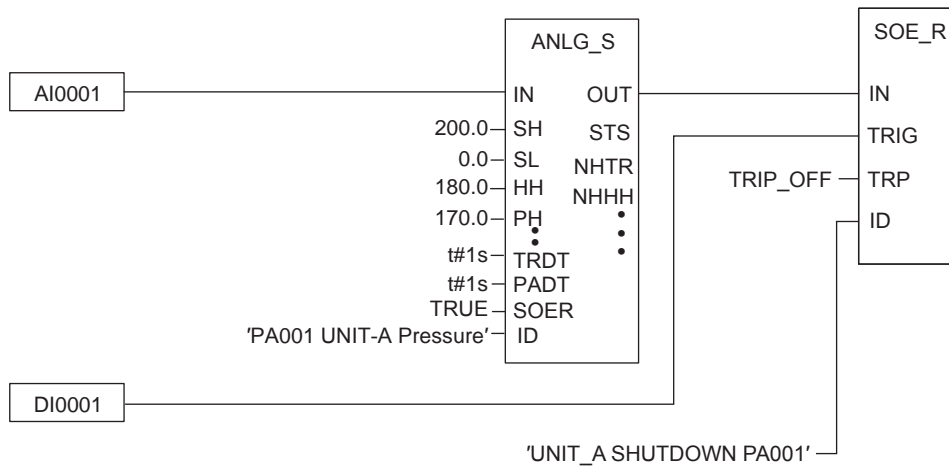 ANLG_S
SOE_R
AI0001
IN OUT
IN
200.0 SH STS
TRIG
0.0 SL NHTR
180.0 HH NHHH
TRIP_OFF TRP
170.0 PH
ID
t#1s TRDT
t#1s PADT
TRUE SOER
'PA001 UNIT-A Pressure' ID
DI0001
'UNIT_A SHUTDOWN PA001'